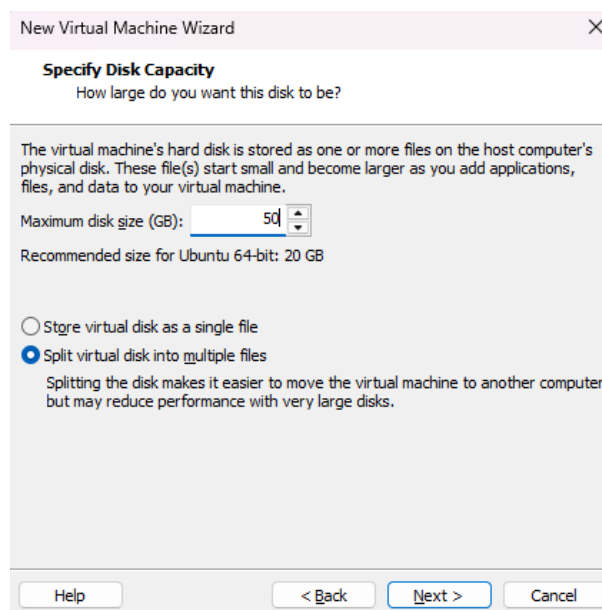 New Virtual Machine Wizard
Specify Disk Capacity
How large do you want this disk to be?
The virtual machine's hard disk is stored as one or more files on the host computer's
physical disk. These file(s) start small and become larger as you add applications,
files, and data to your virtual machine.
Maximum disk size (GB): 50
Recommended size for Ubuntu 64-bit: 20 GB
Store virtual disk as a single file
Split virtual disk into multiple files
Splitting the disk makes it easier to move the virtual machine to another computer
but may reduce performance with very large disks.
Help < Back Next > Cancel